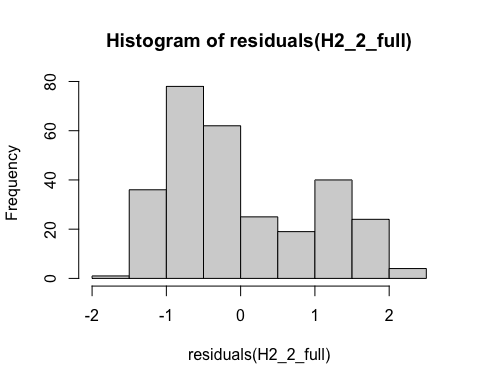 Histogram of residuals(H2_2_full)
Frequency
80
60
40
20
0
-2 -1 0 1 2
residuals(H2_2_full)